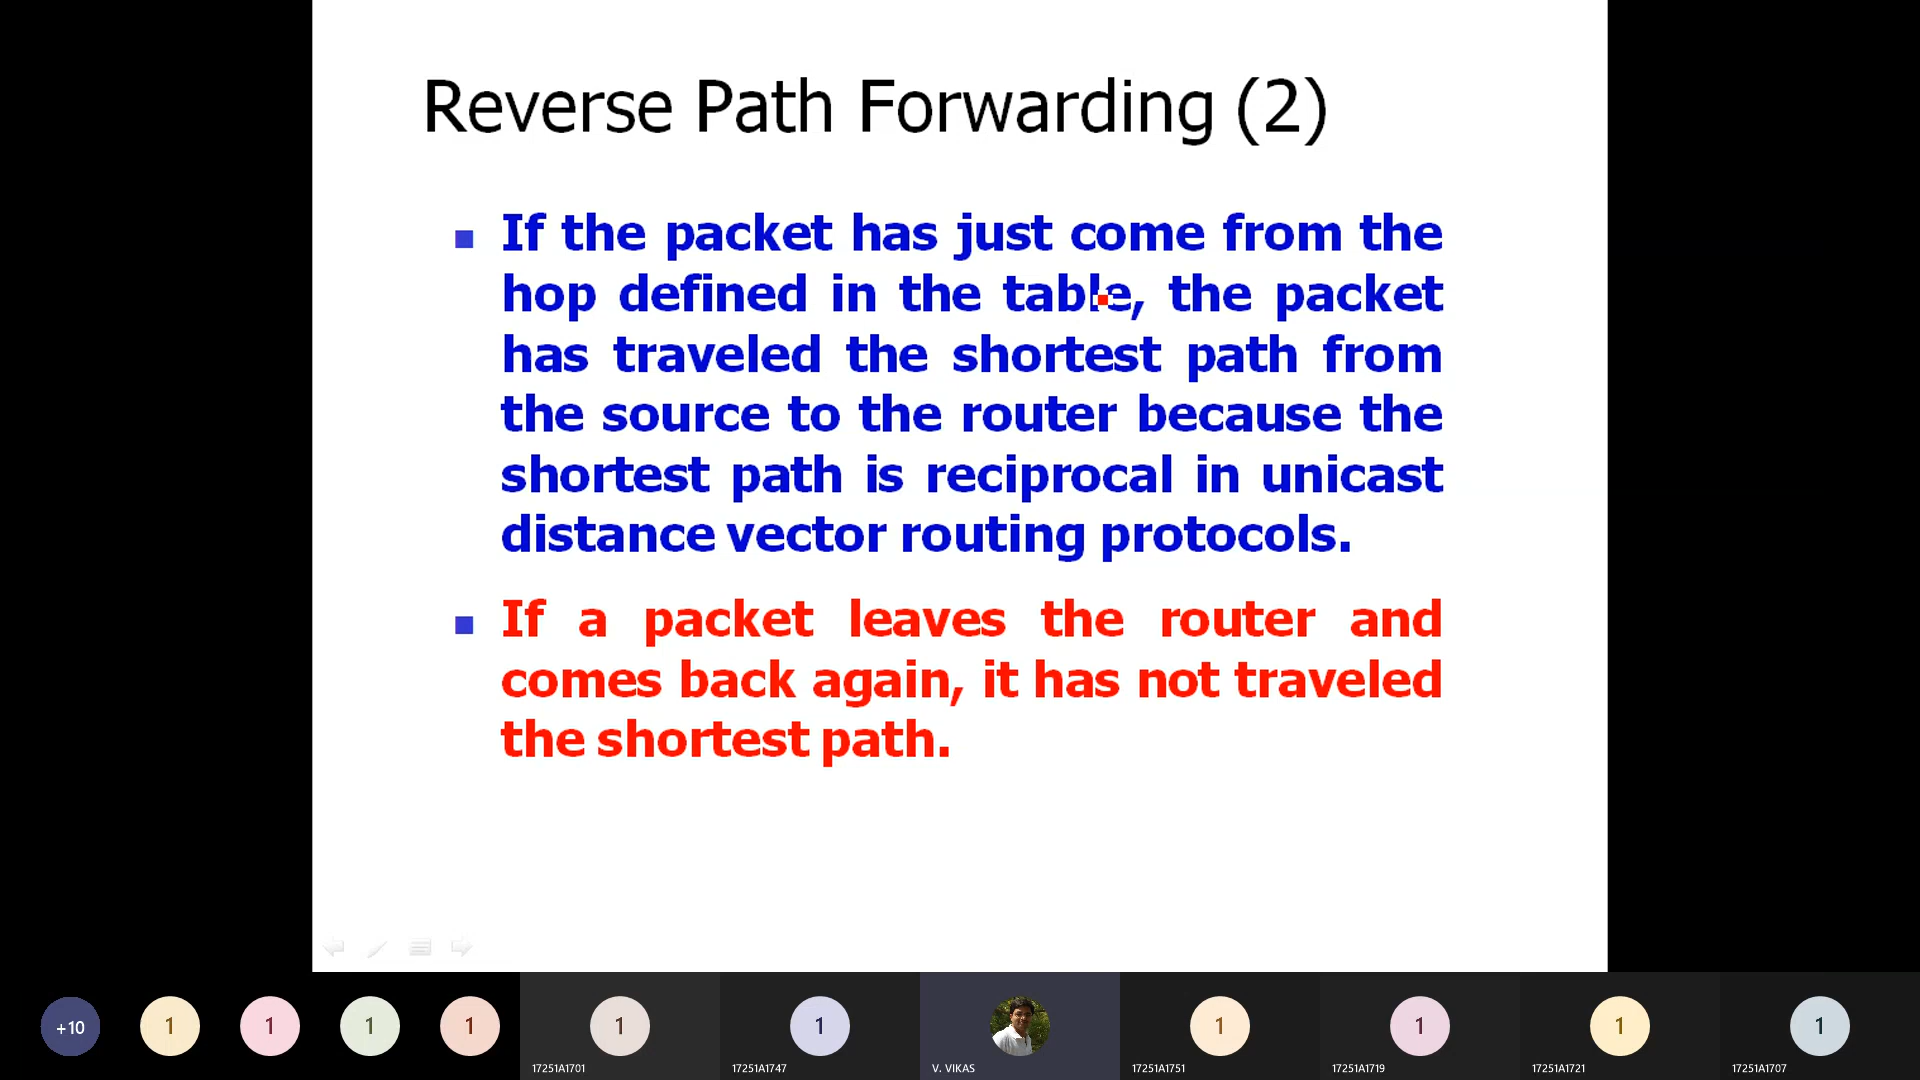 Reverse Path Forwarding (2)
If the packet has just come from the
hop defined in the table, the packet
has traveled the shortest path from
the source to the router because the
shortest path is reciprocal in unicast
distance vector routing protocols.
If a packet leaves the router and
comes back again, it has not traveled
the shortest path.
+10
1
1
1
1
1
1
1
1
1
1
17251A1701
17251A1747
V. VIKAS
17251A1751
17251A1719
17251A1721
17251A1707